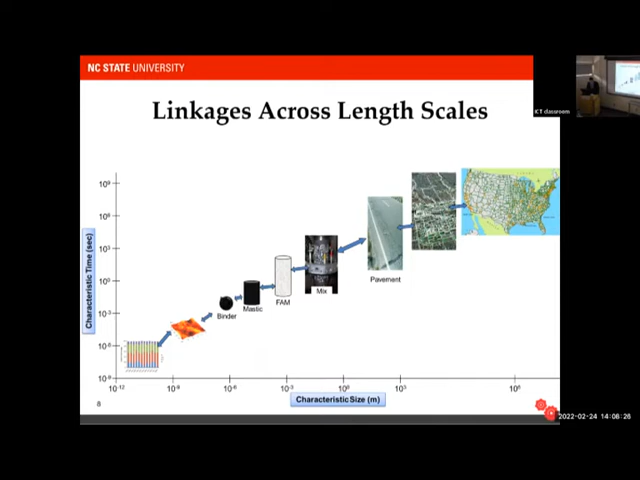 NC STATE UNIVERSITY
ICT classroom
Linkages Across Length Scales
Characteristic Time (sec)
10⁹
10⁶
10³
10⁰
10⁻³
10⁻⁶
10⁻⁹
Binder
Mastic
FAM
Mix
Pavement
10⁻¹²
10⁻⁹
10⁻⁶
10⁻³
10⁰
10³
10⁶
Characteristic Size (m)
8
2022-02-24 14:08:26